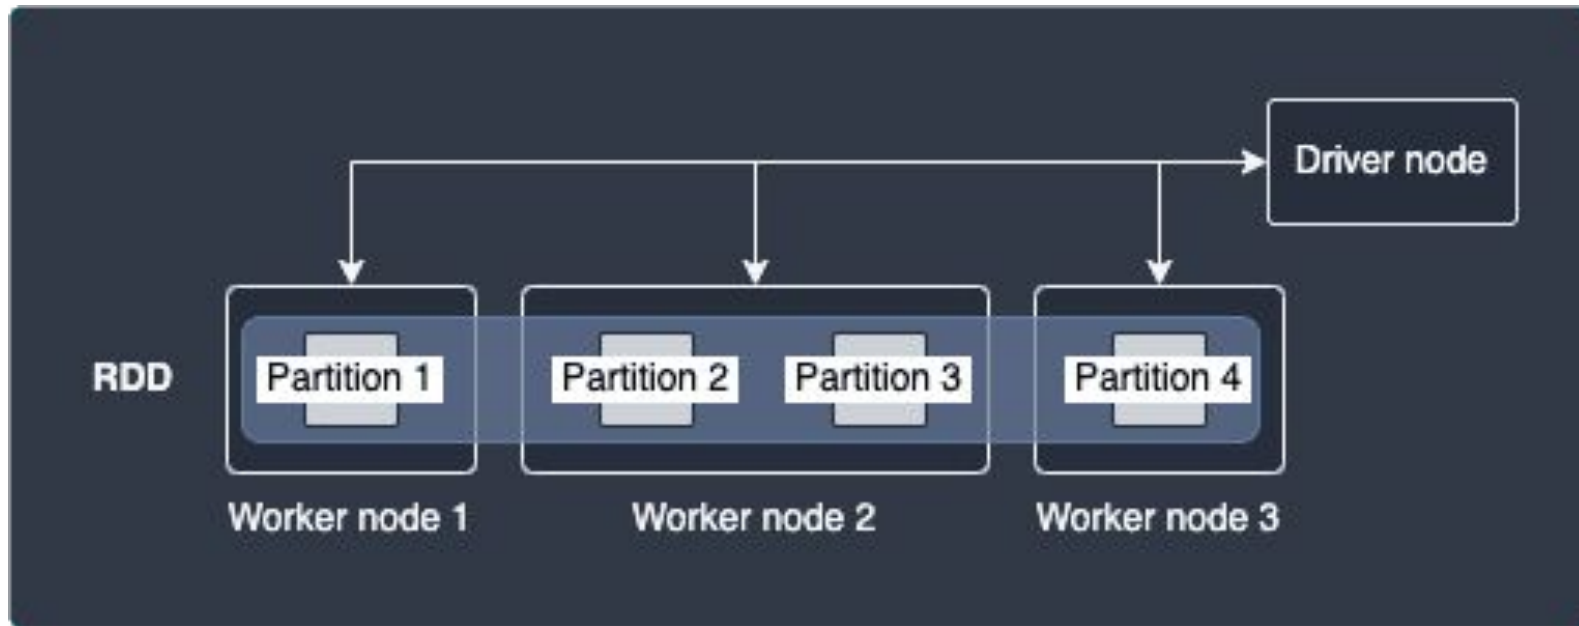 Driver node
RDD
Partition 1
Partition 2
Partition 3
Partition 4
Worker node 1
Worker node 2
Worker node 3